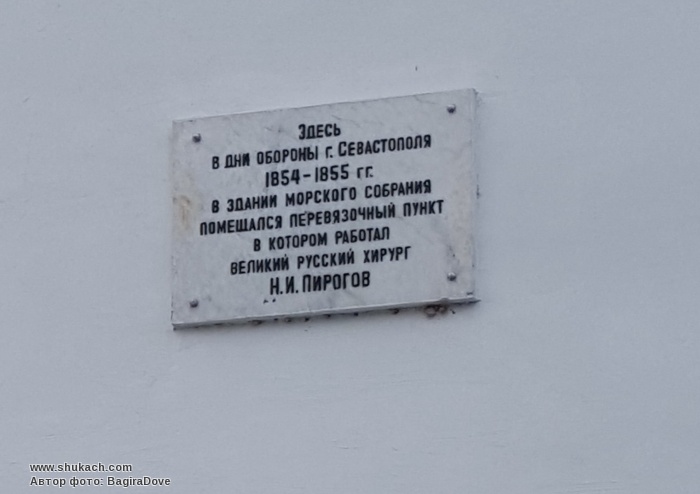 Здесь
в дни обороны г. Севастополя
1854-1855 гг.
в здании морского собрания
помещался перевязочный пункт
в котором работал
великий русский хирург
Н.И.Пирогов
www.shukach.com
Автор фото: BagiraDove